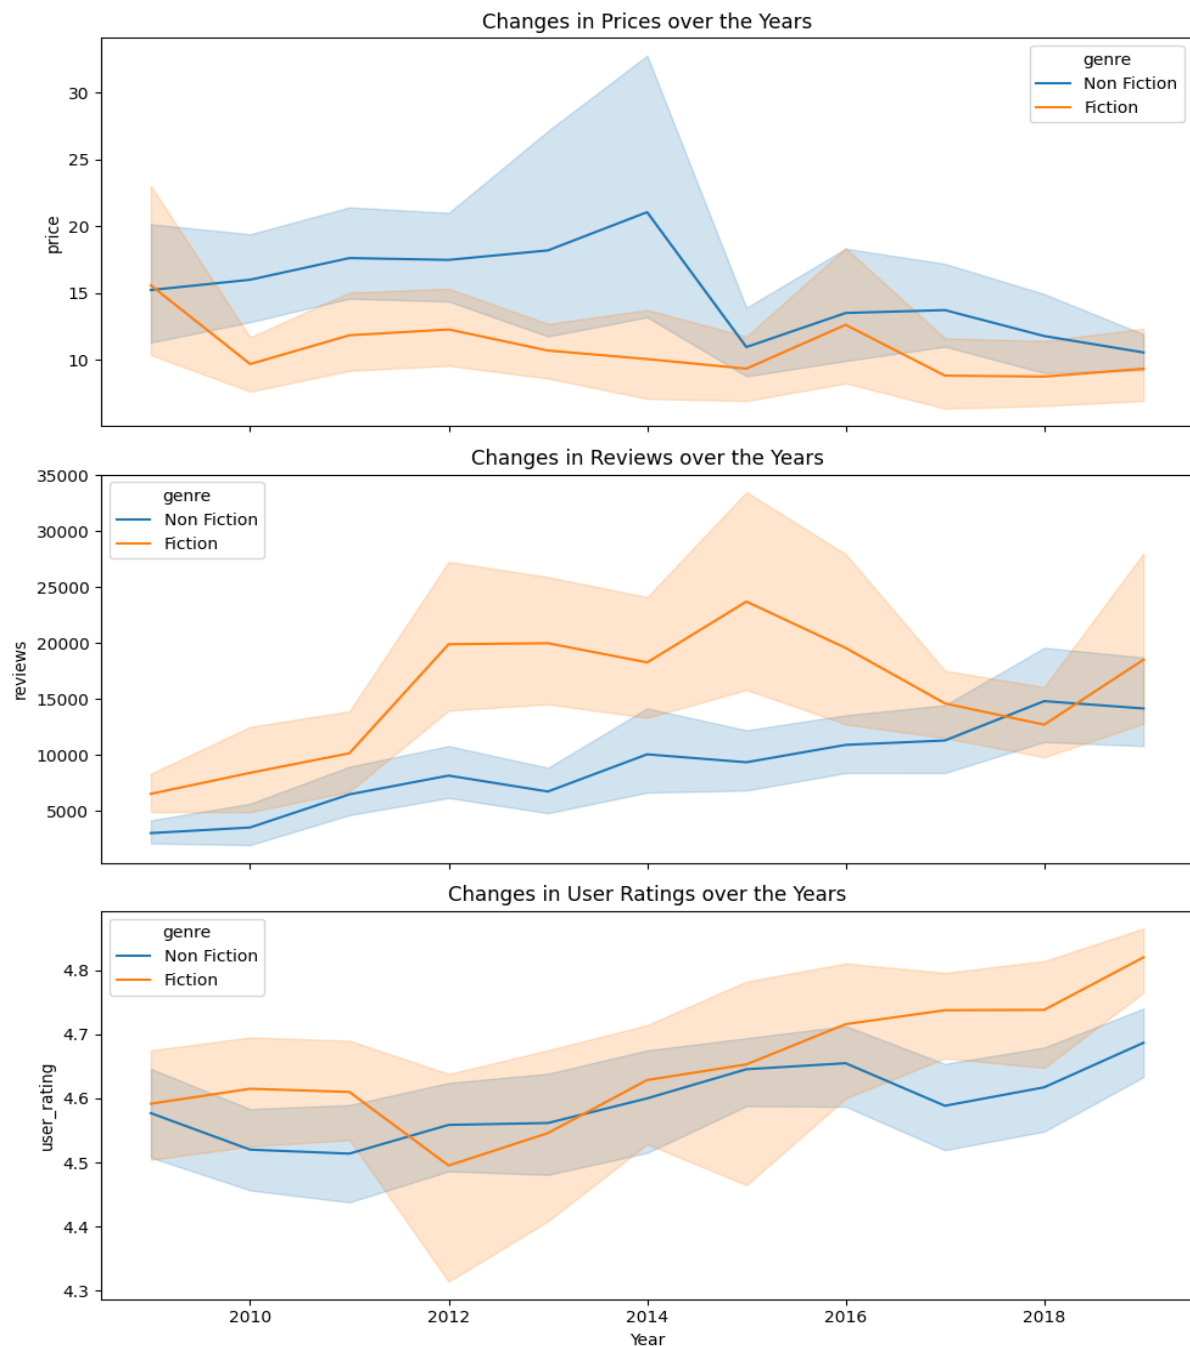 Changes in Prices over the Years
genre
Non Fiction
Fiction
30
25
20
15
10
price
Changes in Reviews over the Years
genre
Non Fiction
Fiction
35000
30000
25000
20000
15000
10000
5000
reviews
Changes in User Ratings over the Years
genre
Non Fiction
Fiction
4.8
4.7
4.6
4.5
4.4
4.3
user_rating
2010 2012 2014 2016 2018
Year